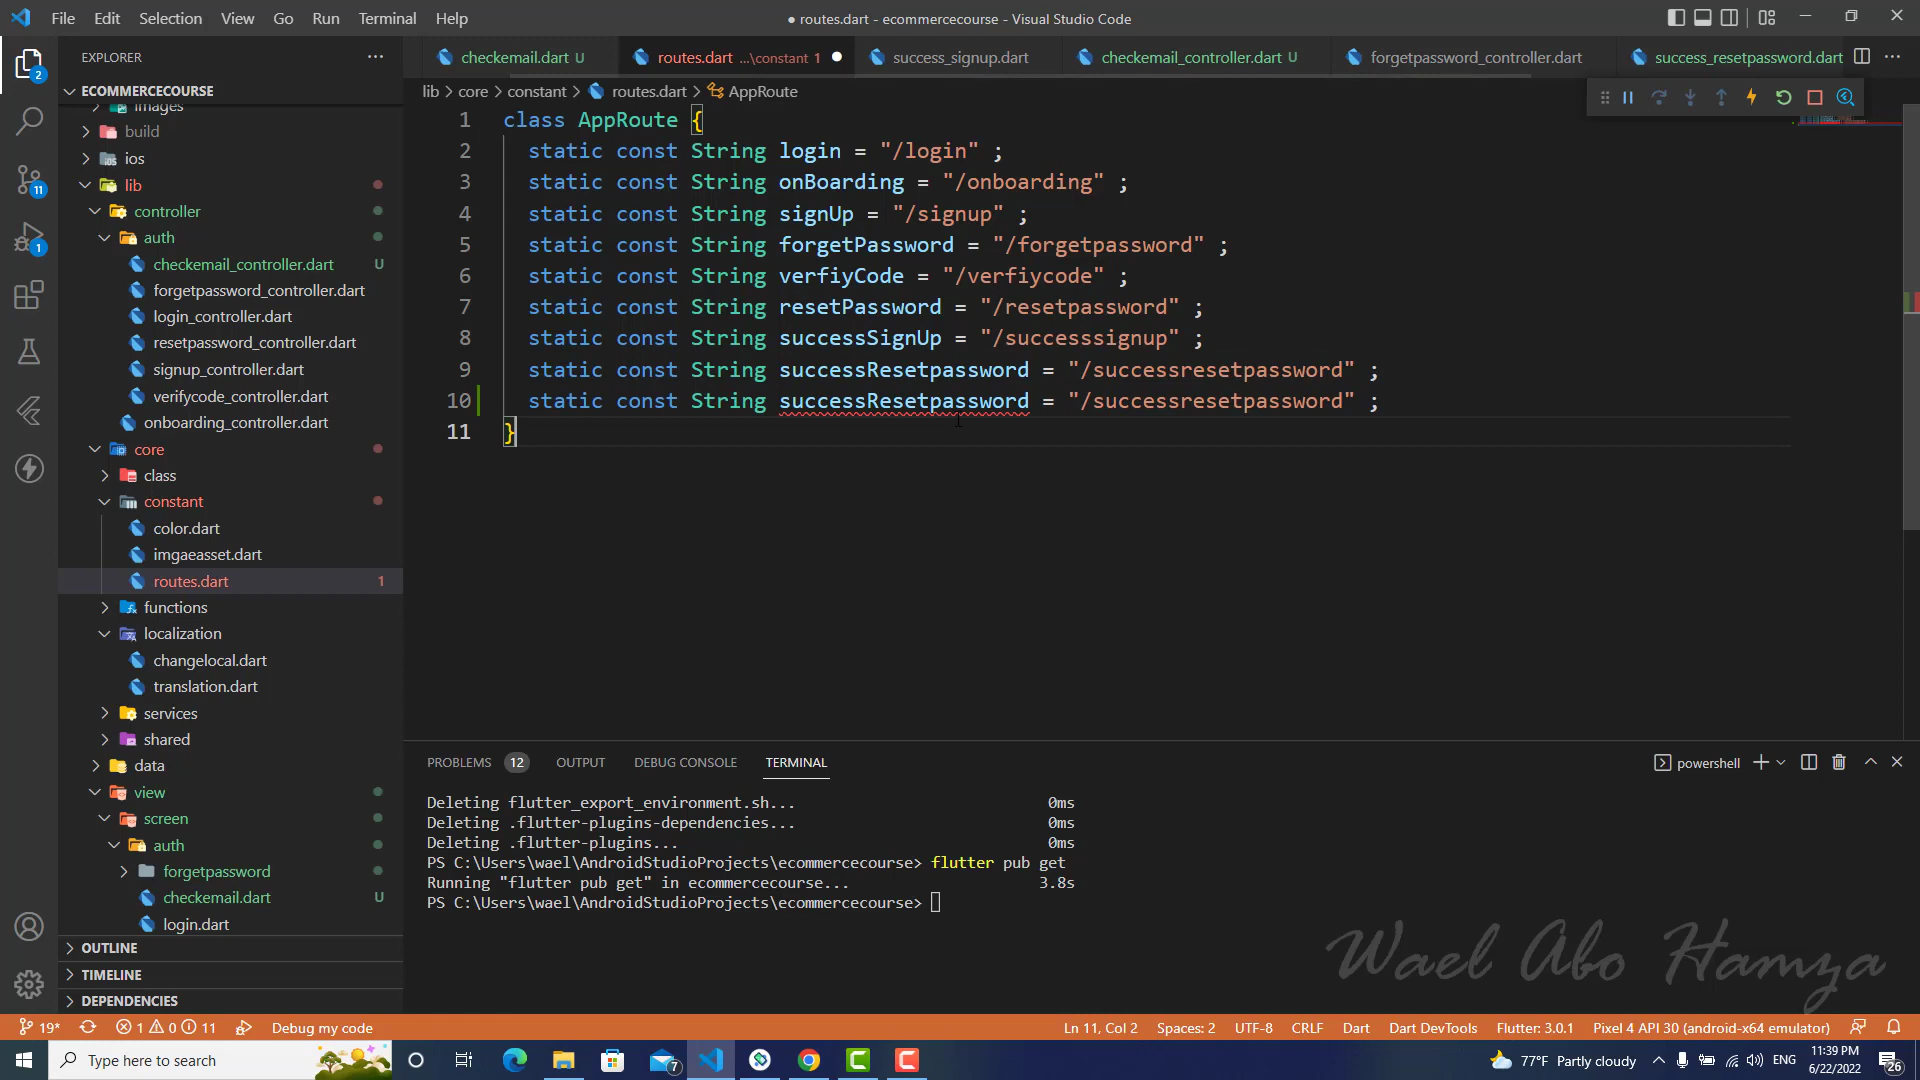 File Edit Selection View Go Run Terminal Help
● routes.dart - ecommercecourse - Visual Studio Code
EXPLORER
ECOMMERCECOURSE
images
build
ios
lib
controller
auth
checkemail_controller.dart U
forgetpassword_controller.dart
login_controller.dart
resetpassword_controller.dart
signup_controller.dart
verifycode_controller.dart
onboarding_controller.dart
core
class
constant
color.dart
imgaeasset.dart
routes.dart 1
functions
localization
changelocal.dart
translation.dart
services
shared
data
view
screen
auth
forgetpassword
checkemail.dart U
login.dart
OUTLINE
TIMELINE
DEPENDENCIES
2
11
1
checkemail.dart U
routes.dart ...\constant 1
success_signup.dart
checkemail_controller.dart U
forgetpassword_controller.dart
success_resetpassword.dart
lib > core > constant > routes.dart > AppRoute
1 class AppRoute {
2 static const String login = "/login" ;
3 static const String onBoarding = "/onboarding" ;
4 static const String signUp = "/signup" ;
5 static const String forgetPassword = "/forgetpassword" ;
6 static const String verfiyCode = "/verfiycode" ;
7 static const String resetPassword = "/resetpassword" ;
8 static const String successSignUp = "/successsignup" ;
9 static const String successResetpassword = "/successresetpassword" ;
10 static const String successResetpassword = "/successresetpassword" ;
11 }
PROBLEMS 12 OUTPUT DEBUG CONSOLE TERMINAL
powershell
Deleting flutter_export_environment.sh... 0ms
Deleting .flutter-plugins-dependencies... 0ms
Deleting .flutter-plugins... 0ms
PS C:\Users\wael\AndroidStudioProjects\ecommercecourse> flutter pub get
Running "flutter pub get" in ecommercecourse... 3.8s
PS C:\Users\wael\AndroidStudioProjects\ecommercecourse>
Wael Abo Hamza
19* 1 0 11 Debug my code
Ln 11, Col 2 Spaces: 2 UTF-8 CRLF Dart Dart DevTools Flutter: 3.0.1 Pixel 4 API 30 (android-x64 emulator)
Type here to search
7
77°F Partly cloudy
ENG
11:39 PM
6/22/2022
26